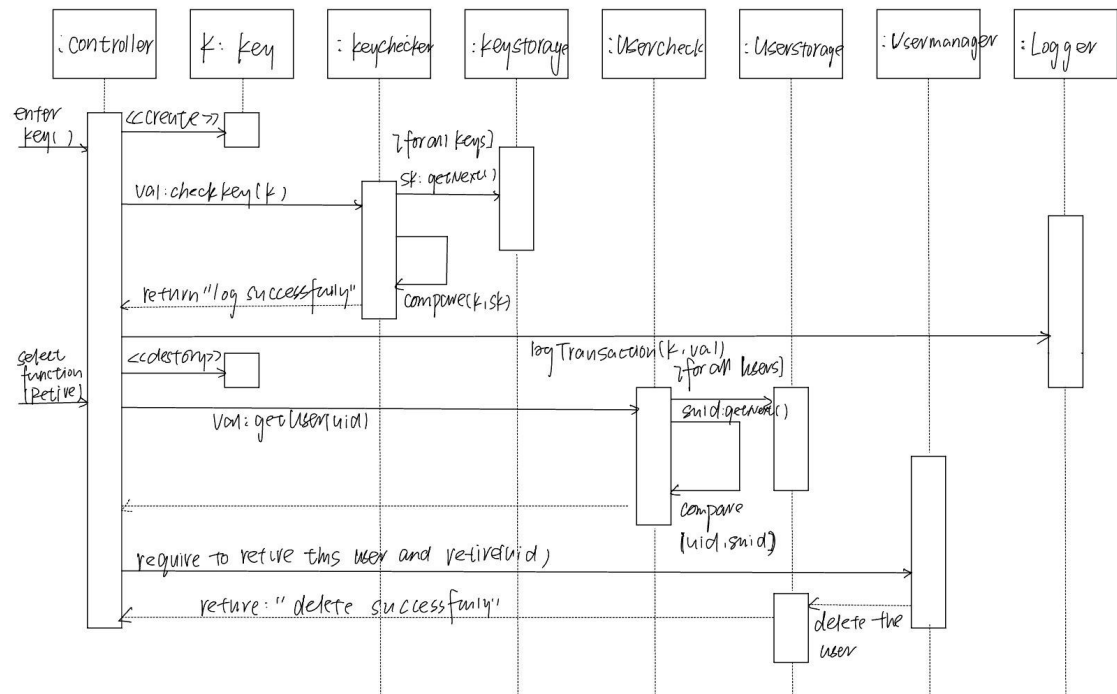 :Controller
K: key
:keychecker
:keystorage
:Usercheck
:Userstorage
:Usermanager
:Logger
enter
key()
<<create>>
[for all keys]
sk: getNext()
val:checkkey(k)
compare(k,sk)
return "log successfully"
logTransaction(k,val)
select
function
(Retire)
<<destory>>
[for all Users]
suid:getNext()
val: getUser(uid)
compare
(uid,suid)
require to retire this user and retire(uid)
return: "delete successfully"
delete the
user